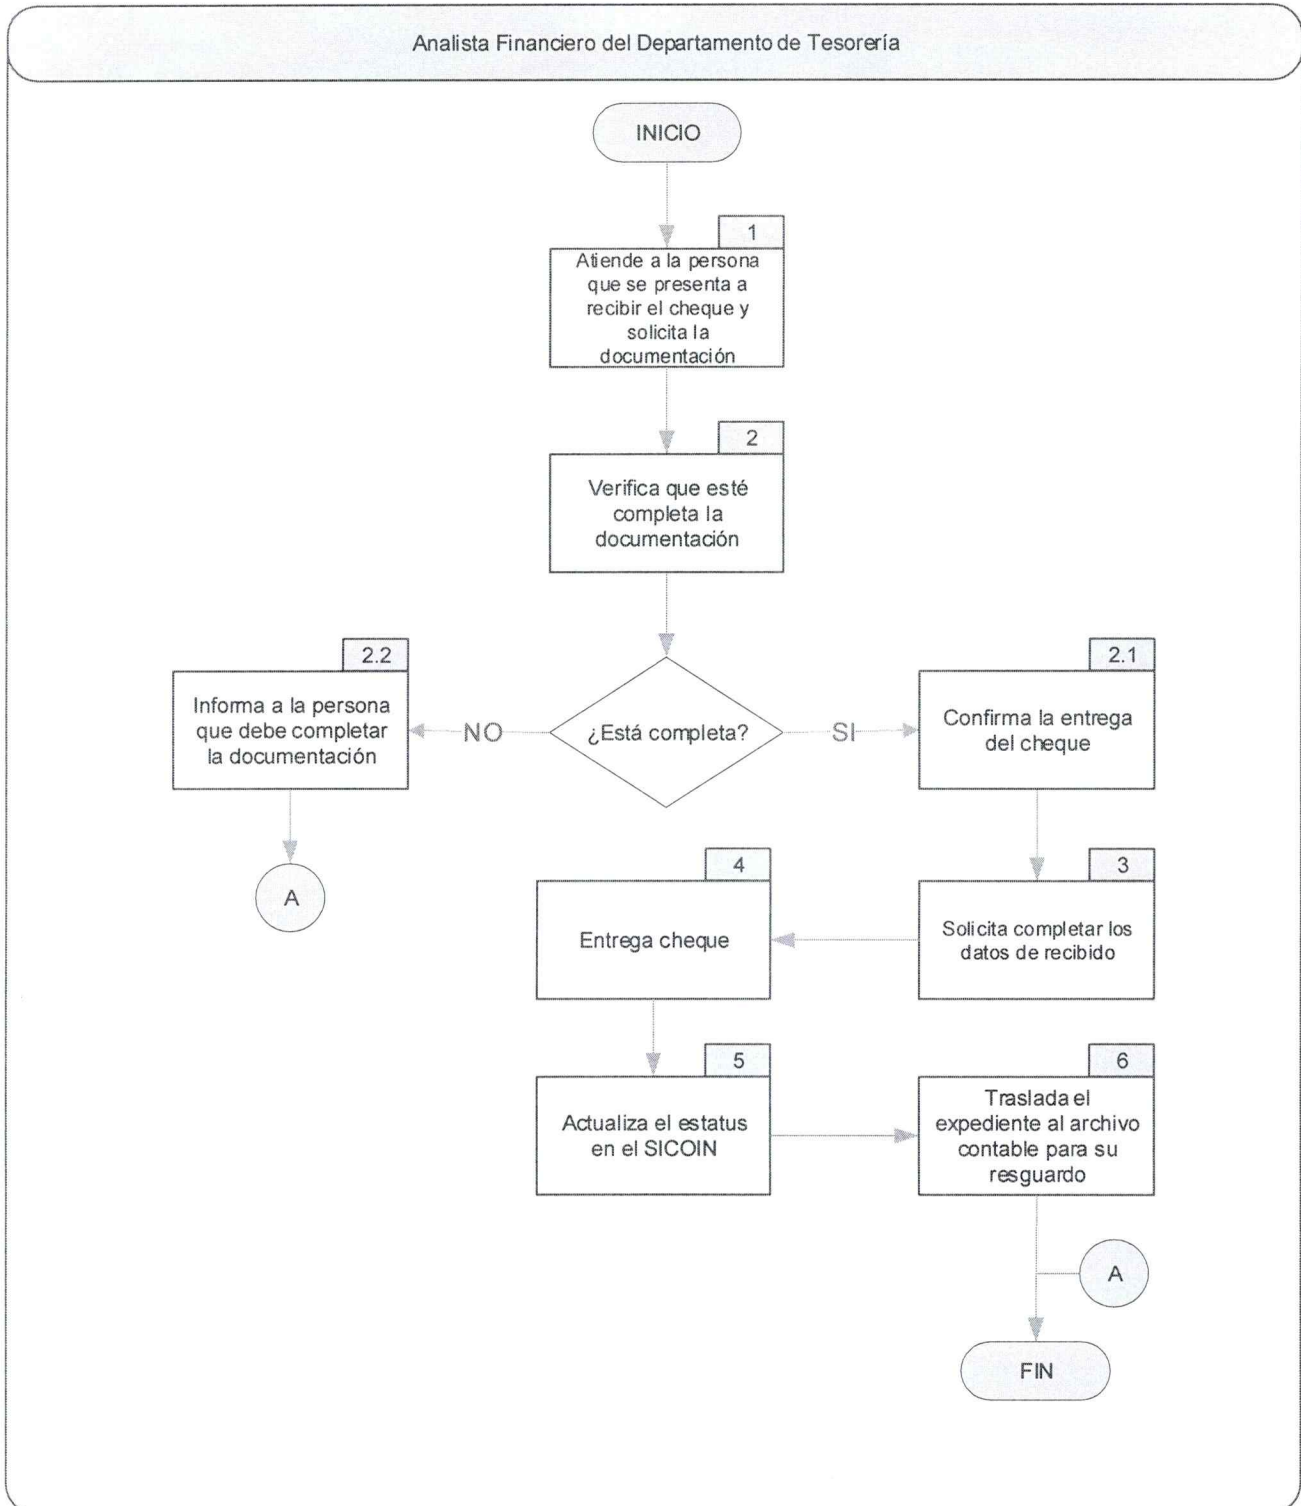 Analista Financiero del Departamento de Tesorería
INICIO
1
Atiende a la persona
que se presenta a
recibir el cheque y
solicita la
documentación
2
Verifica que esté
completa la
documentación
2.2
Informa a la persona
que debe completar
la documentación
NO
¿Está completa?
SI
2.1
Confirma la entrega
del cheque
A
4
Entrega cheque
3
Solicita completar los
datos de recibido
5
Actualiza el estatus
en el SICOIN
6
Traslada el
expediente al archivo
contable para su
resguardo
A
FIN